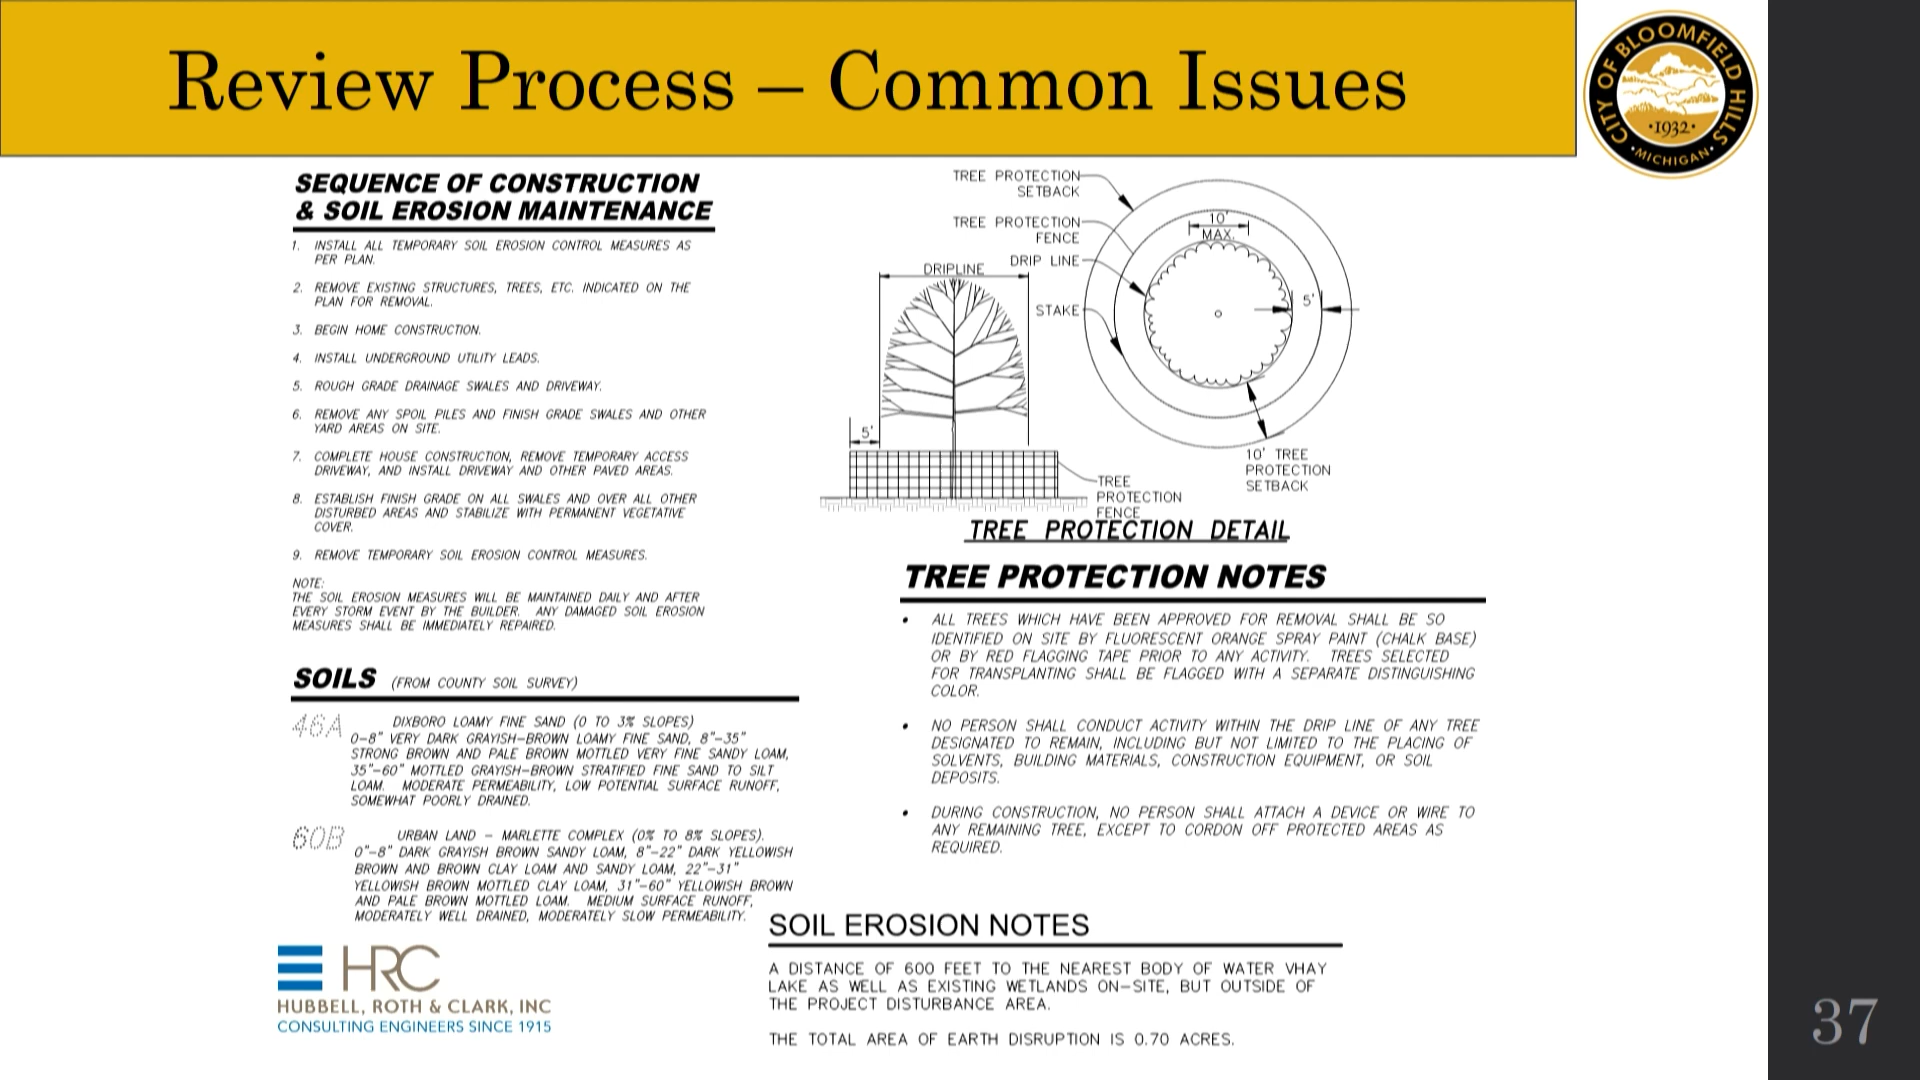 Review Process – Common Issues
CITY OF BLOOMFIELD HILLS
•1932•
•MICHIGAN•
SEQUENCE OF CONSTRUCTION
& SOIL EROSION MAINTENANCE
1. INSTALL ALL TEMPORARY SOIL EROSION CONTROL MEASURES AS
PER PLAN.
2. REMOVE EXISTING STRUCTURES, TREES, ETC. INDICATED ON THE
PLAN FOR REMOVAL.
3. BEGIN HOME CONSTRUCTION.
4. INSTALL UNDERGROUND UTILITY LEADS.
5. ROUGH GRADE DRAINAGE SWALES AND DRIVEWAY.
6. REMOVE ANY SPOIL PILES AND FINISH GRADE SWALES AND OTHER
YARD AREAS ON SITE.
7. COMPLETE HOUSE CONSTRUCTION, REMOVE TEMPORARY ACCESS
DRIVEWAY, AND INSTALL DRIVEWAY AND OTHER PAVED AREAS.
8. ESTABLISH FINISH GRADE ON ALL SWALES AND OVER ALL OTHER
DISTURBED AREAS AND STABILIZE WITH PERMANENT VEGETATIVE
COVER.
9. REMOVE TEMPORARY SOIL EROSION CONTROL MEASURES.
NOTE:
THE SOIL EROSION MEASURES WILL BE MAINTAINED DAILY AND AFTER
EVERY STORM EVENT BY THE BUILDER. ANY DAMAGED SOIL EROSION
MEASURES SHALL BE IMMEDIATELY REPAIRED.
SOILS (FROM COUNTY SOIL SURVEY)
46A DIXBORO LOAMY FINE SAND (0 TO 3% SLOPES)
0–8" VERY DARK GRAYISH–BROWN LOAMY FINE SAND, 8"–35"
STRONG BROWN AND PALE BROWN MOTTLED VERY FINE SANDY LOAM,
35"–60" MOTTLED GRAYISH–BROWN STRATIFIED FINE SAND TO SILT
LOAM. MODERATE PERMEABILITY, LOW POTENTIAL SURFACE RUNOFF,
SOMEWHAT POORLY DRAINED.
60B URBAN LAND – MARLETTE COMPLEX (0% TO 8% SLOPES).
0"–8" DARK GRAYISH BROWN SANDY LOAM, 8"–22" DARK YELLOWISH
BROWN AND BROWN CLAY LOAM AND SANDY LOAM, 22"–31"
YELLOWISH BROWN MOTTLED CLAY LOAM, 31"–60" YELLOWISH BROWN
AND PALE BROWN MOTTLED LOAM. MEDIUM SURFACE RUNOFF,
MODERATELY WELL DRAINED, MODERATELY SLOW PERMEABILITY.
HRC
HUBBELL, ROTH & CLARK, INC
CONSULTING ENGINEERS SINCE 1915
TREE PROTECTION
SETBACK
TREE PROTECTION
FENCE
DRIP LINE
STAKE
10'
MAX.
5'
10' TREE
PROTECTION
SETBACK
DRIPLINE
5'
TREE
PROTECTION
FENCE
TREE PROTECTION DETAIL
TREE PROTECTION NOTES
• ALL TREES WHICH HAVE BEEN APPROVED FOR REMOVAL SHALL BE SO
IDENTIFIED ON SITE BY FLUORESCENT ORANGE SPRAY PAINT (CHALK BASE)
OR BY RED FLAGGING TAPE PRIOR TO ANY ACTIVITY. TREES SELECTED
FOR TRANSPLANTING SHALL BE FLAGGED WITH A SEPARATE DISTINGUISHING
COLOR.
• NO PERSON SHALL CONDUCT ACTIVITY WITHIN THE DRIP LINE OF ANY TREE
DESIGNATED TO REMAIN, INCLUDING BUT NOT LIMITED TO THE PLACING OF
SOLVENTS, BUILDING MATERIALS, CONSTRUCTION EQUIPMENT, OR SOIL
DEPOSITS.
• DURING CONSTRUCTION, NO PERSON SHALL ATTACH A DEVICE OR WIRE TO
ANY REMAINING TREE, EXCEPT TO CORDON OFF PROTECTED AREAS AS
REQUIRED.
SOIL EROSION NOTES
A DISTANCE OF 600 FEET TO THE NEAREST BODY OF WATER VHAY
LAKE AS WELL AS EXISTING WETLANDS ON–SITE, BUT OUTSIDE OF
THE PROJECT DISTURBANCE AREA.
THE TOTAL AREA OF EARTH DISRUPTION IS 0.70 ACRES.
37